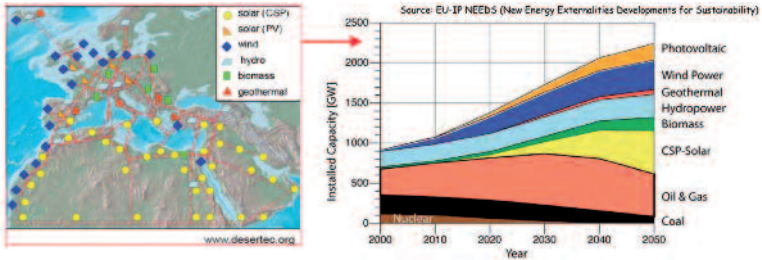 solar (CSP)
solar (PV)
wind
hydro
biomass
geothermal
www.desertec.org
Source: EU-IP NEEDS (New Energy Externalities Developments for Sustainability)
Installed Capacity [GW]
2500
2000
1500
1000
500
0
Photovoltaic
Wind Power
Geothermal
Hydropower
Biomass
CSP-Solar
Oil & Gas
Coal
Nuclear
2000 2010 2020 2030 2040 2050
Year